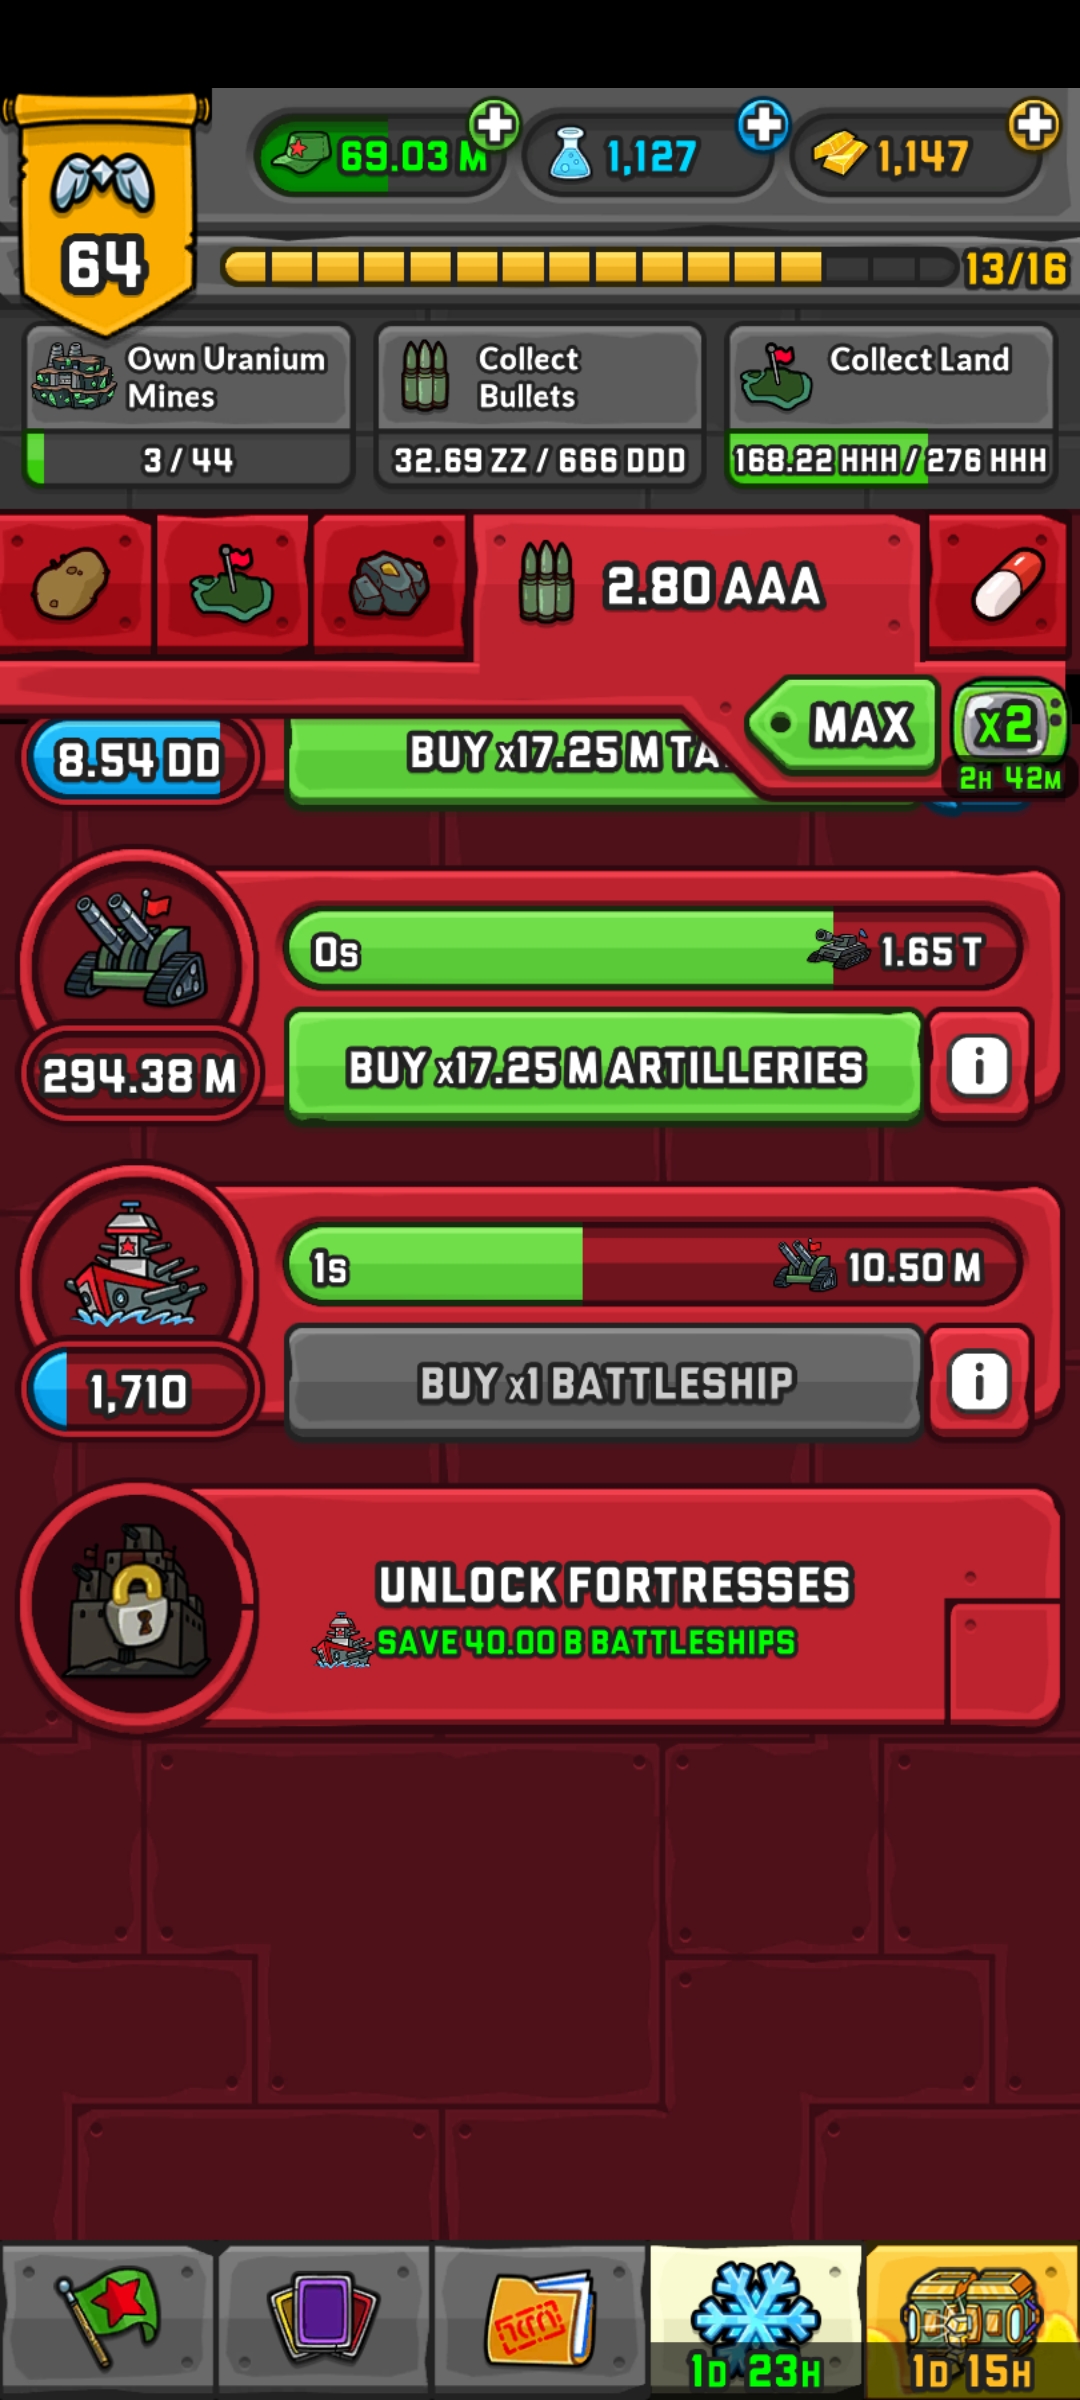 69.03 M
1,127
1,147
64
13/16
Own Uranium
Mines
3 / 44
Collect
Bullets
32.69 ZZ / 666 DDD
Collect Land
168.22 HHH / 276 HHH
2.80 AAA
MAX
X2
2H 42M
8.54 DD
BUY x17.25 M TA
0s
1.65 T
294.38 M
BUY x17.25 M ARTILLERIES
i
1s
10.50 M
1,710
BUY x1 BATTLESHIP
i
UNLOCK FORTRESSES
SAVE 40.00 B BATTLESHIPS
1D 23H
1D 15H